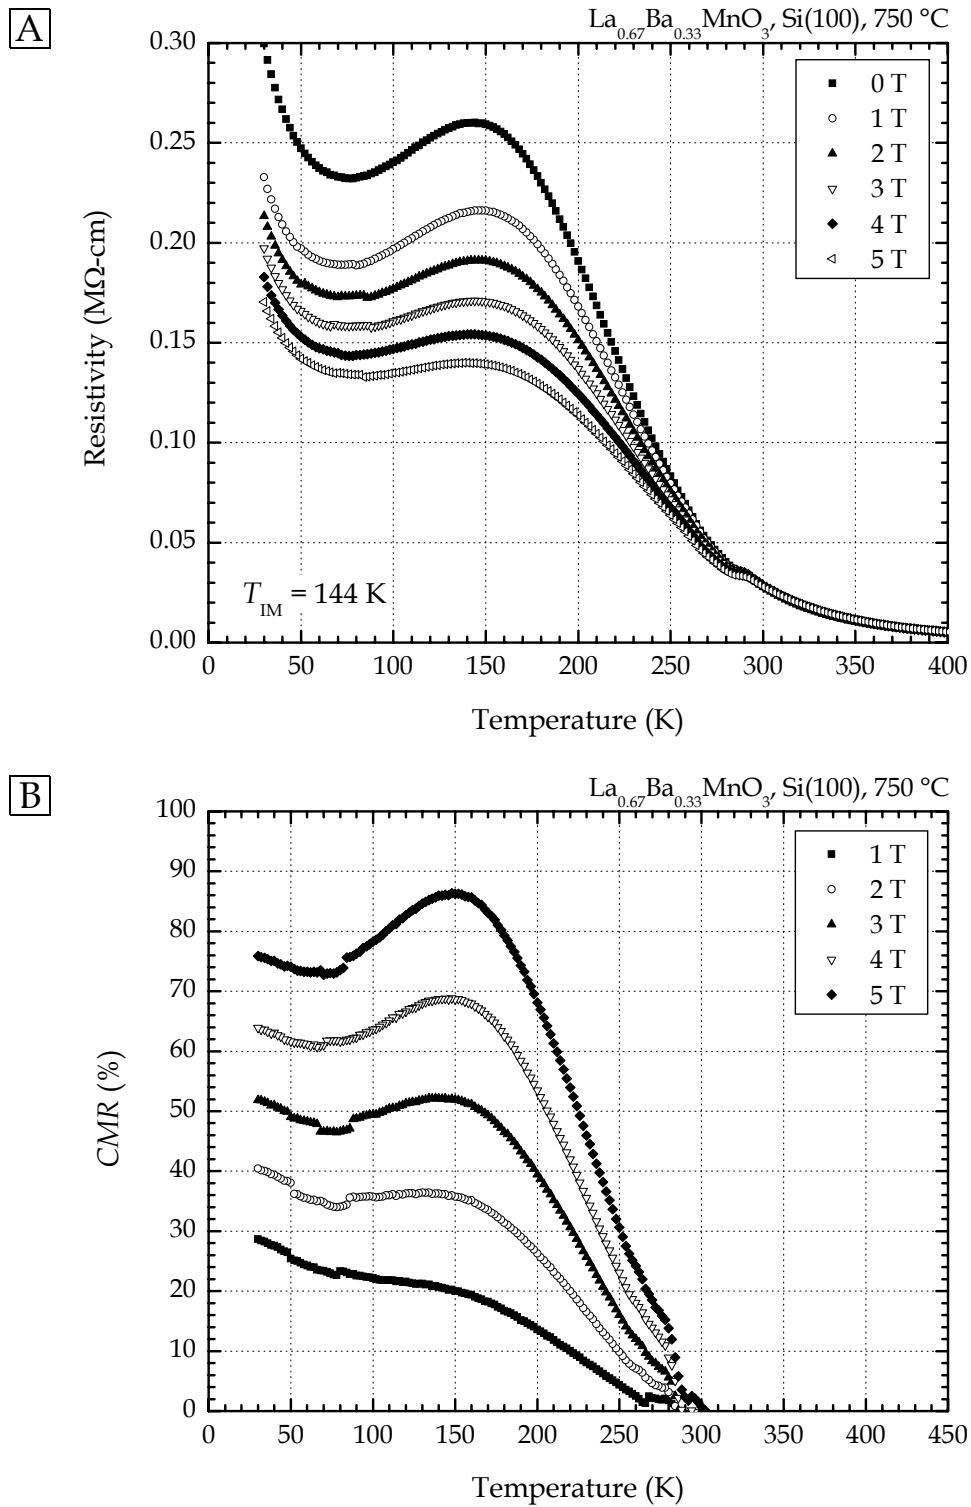 A
La0.67Ba0.33MnO3, Si(100), 750 °C
0.30
0.25
0.20
0.15
0.10
0.05
0.00
Resistivity (MΩ-cm)
0 T
1 T
2 T
3 T
4 T
5 T
TIM = 144 K
0 50 100 150 200 250 300 350 400
Temperature (K)
B
La0.67Ba0.33MnO3, Si(100), 750 °C
100
90
80
70
60
50
40
30
20
10
0
CMR (%)
1 T
2 T
3 T
4 T
5 T
0 50 100 150 200 250 300 350 400 450
Temperature (K)